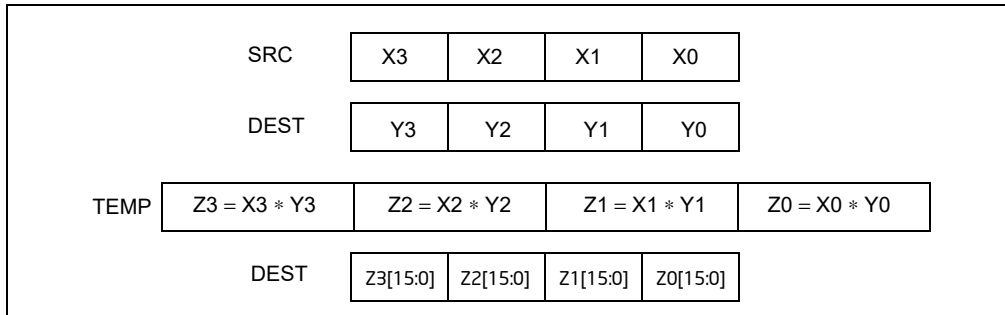 SRC X3 X2 X1 X0
DEST Y3 Y2 Y1 Y0
TEMP Z3 = X3 ∗ Y3 Z2 = X2 ∗ Y2 Z1 = X1 ∗ Y1 Z0 = X0 ∗ Y0
DEST Z3[15:0] Z2[15:0] Z1[15:0] Z0[15:0]